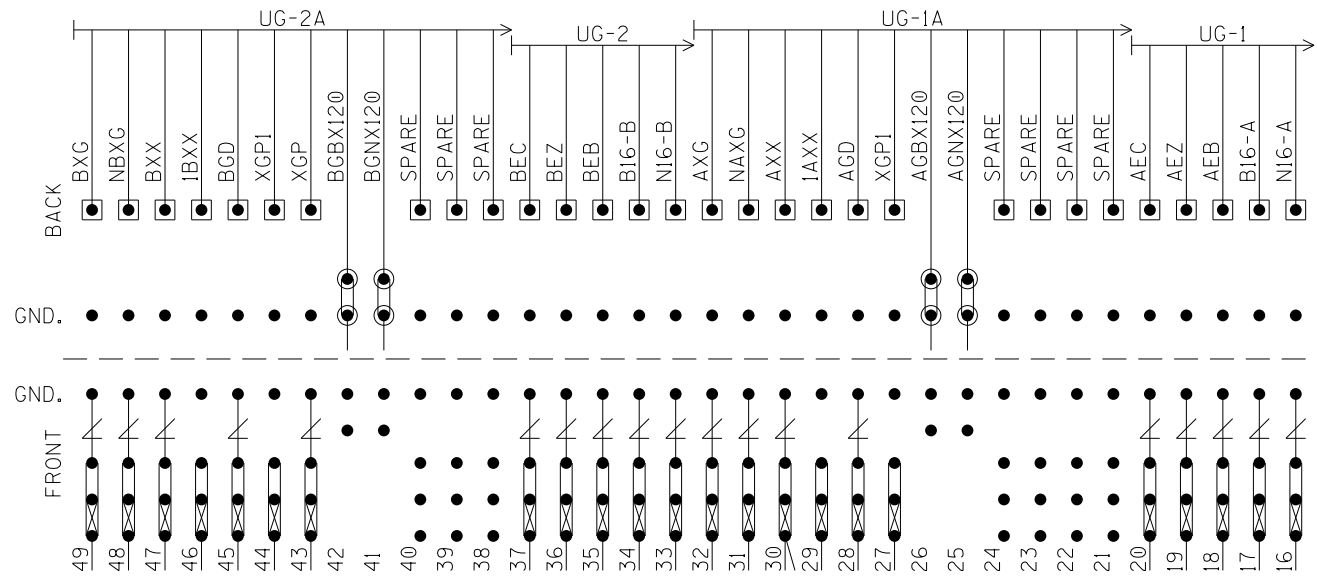 UG-2A
UG-2
UG-1A
UG-1
BXG
NBXG
BXX
1BXX
BGD
XGP1
XGP
BGBX120
BGNX120
SPARE
SPARE
SPARE
BEC
BEZ
BEB
B16-B
N16-B
AXG
NAXG
AXX
1AXX
AGD
XGP1
AGBX120
AGNX120
SPARE
SPARE
SPARE
SPARE
AEC
AEZ
AEB
B16-A
N16-A
BACK
GND.
GND.
FRONT
49
48
47
46
45
44
43
42
41
40
39
38
37
36
35
34
33
32
31
30
29
28
27
26
25
24
23
22
21
20
19
18
17
16